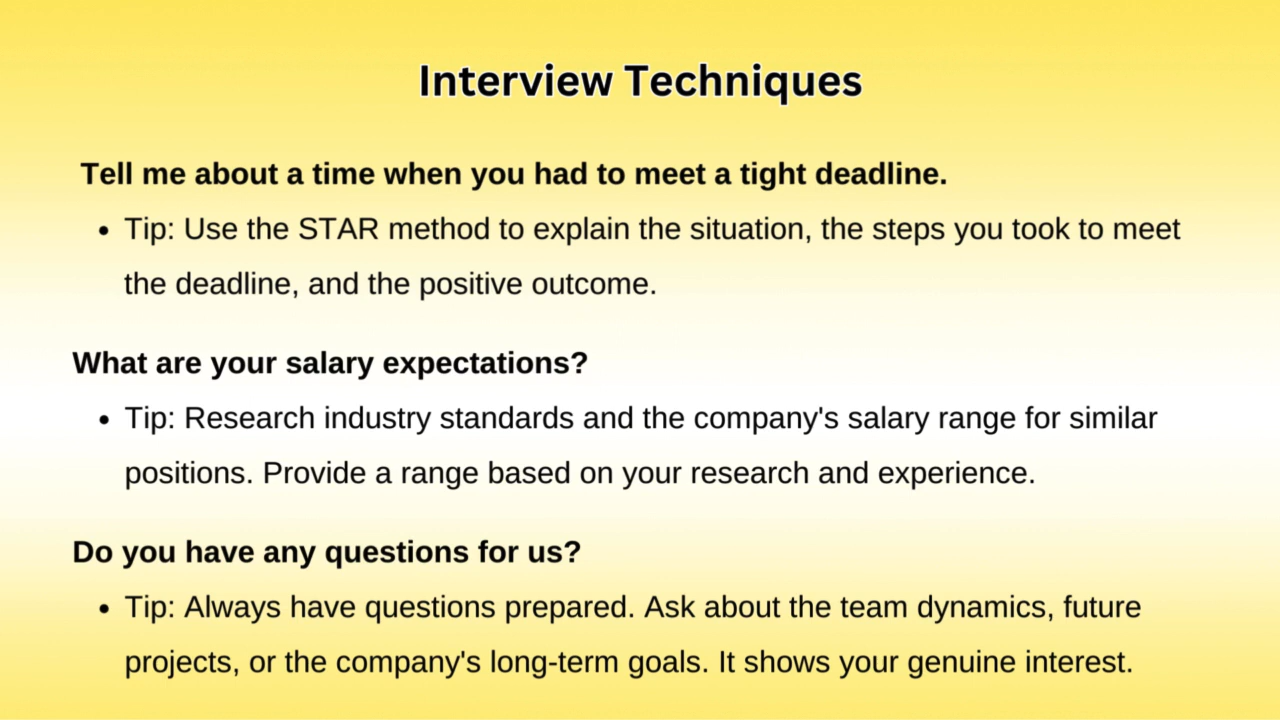 Interview Techniques
Tell me about a time when you had to meet a tight deadline.
• Tip: Use the STAR method to explain the situation, the steps you took to meet
the deadline, and the positive outcome.
What are your salary expectations?
• Tip: Research industry standards and the company's salary range for similar
positions. Provide a range based on your research and experience.
Do you have any questions for us?
• Tip: Always have questions prepared. Ask about the team dynamics, future
projects, or the company's long-term goals. It shows your genuine interest.